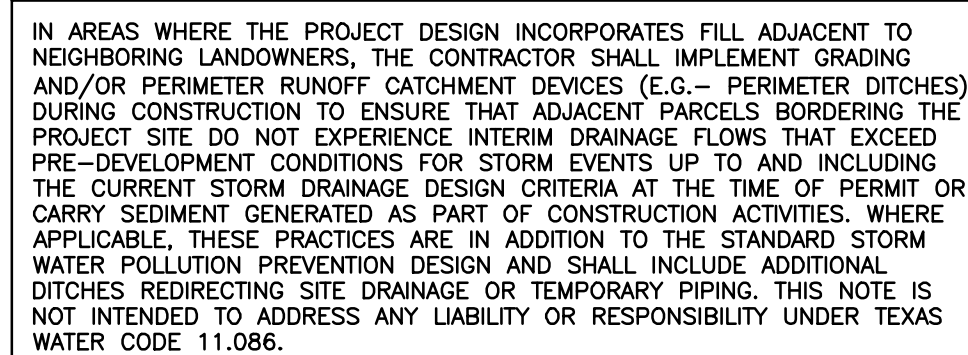 IN AREAS WHERE THE PROJECT DESIGN INCORPORATES FILL ADJACENT TO
NEIGHBORING LANDOWNERS, THE CONTRACTOR SHALL IMPLEMENT GRADING
AND/OR PERIMETER RUNOFF CATCHMENT DEVICES (E.G.– PERIMETER DITCHES)
DURING CONSTRUCTION TO ENSURE THAT ADJACENT PARCELS BORDERING THE
PROJECT SITE DO NOT EXPERIENCE INTERIM DRAINAGE FLOWS THAT EXCEED
PRE–DEVELOPMENT CONDITIONS FOR STORM EVENTS UP TO AND INCLUDING
THE CURRENT STORM DRAINAGE DESIGN CRITERIA AT THE TIME OF PERMIT OR
CARRY SEDIMENT GENERATED AS PART OF CONSTRUCTION ACTIVITIES. WHERE
APPLICABLE, THESE PRACTICES ARE IN ADDITION TO THE STANDARD STORM
WATER POLLUTION PREVENTION DESIGN AND SHALL INCLUDE ADDITIONAL
DITCHES REDIRECTING SITE DRAINAGE OR TEMPORARY PIPING. THIS NOTE IS
NOT INTENDED TO ADDRESS ANY LIABILITY OR RESPONSIBILITY UNDER TEXAS
WATER CODE 11.086.